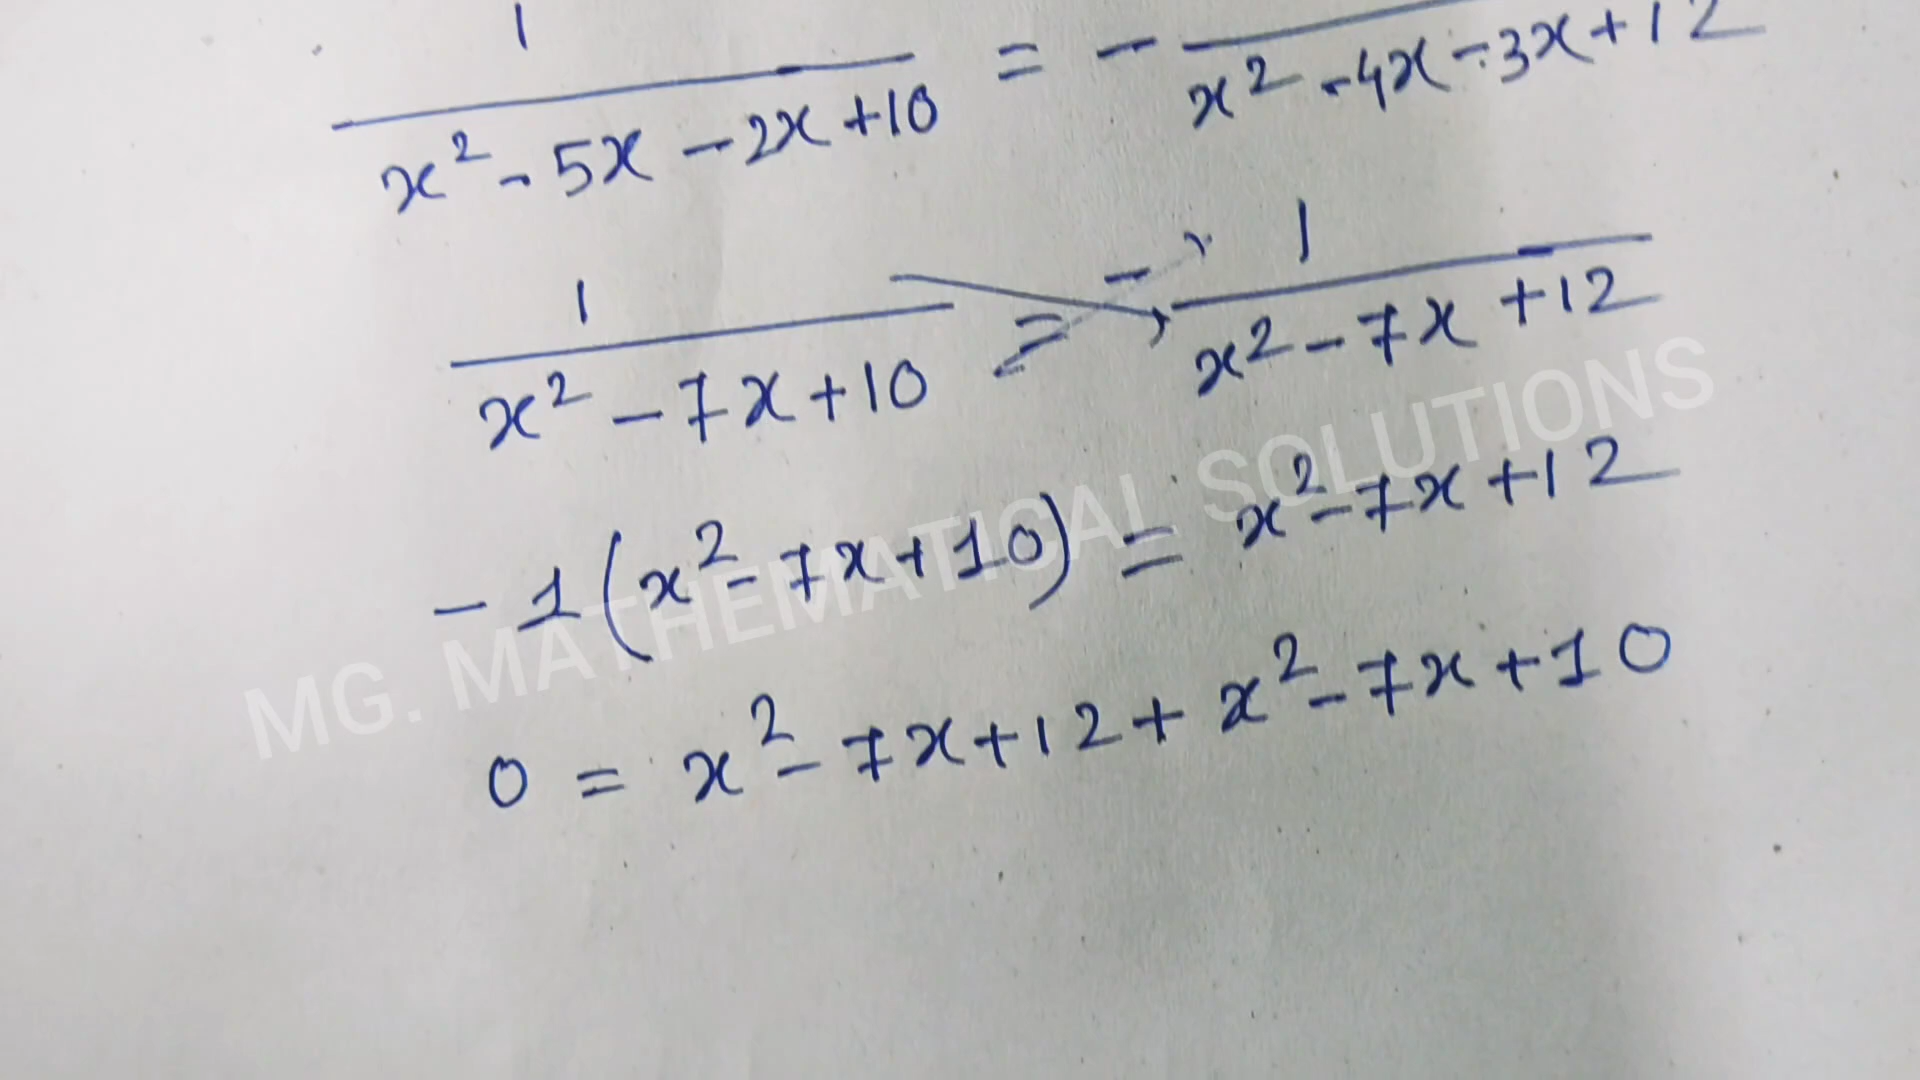 1/(x² - 5x - 2x + 10) = - /(x² - 4x - 3x + 12)
1/(x² - 7x + 10) = - 1/(x² - 7x + 12)
- 1 (x² - 7x + 10) = x² - 7x + 12
0 = x² - 7x + 12 + x² - 7x + 10
MG. MATHEMATICAL SOLUTIONS